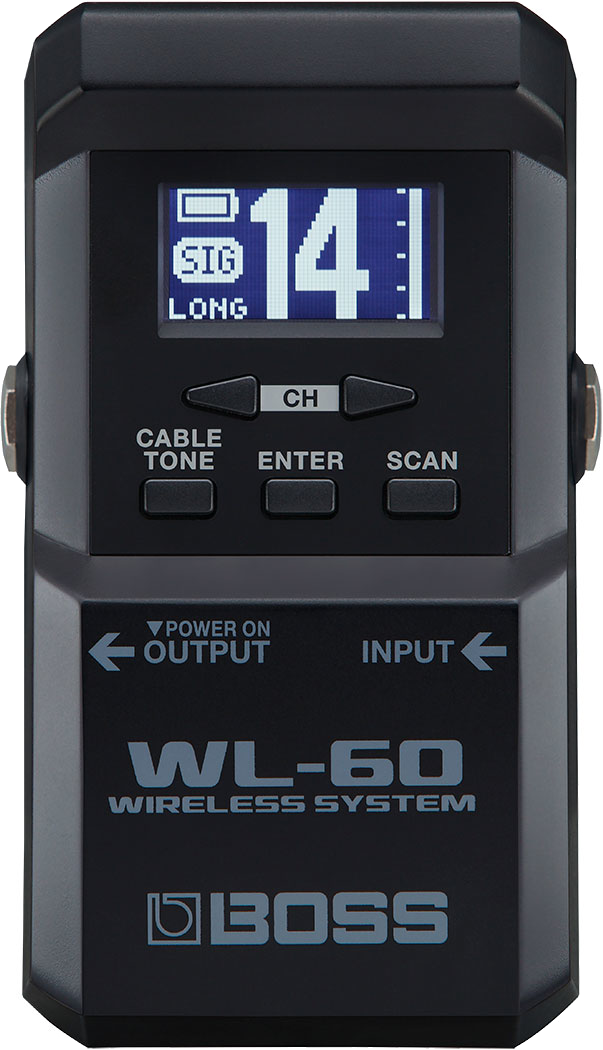 14
SIG
LONG
CH
CABLE
TONE
ENTER
SCAN
▼POWER ON
OUTPUT
INPUT
WL-60
WIRELESS SYSTEM
BOSS